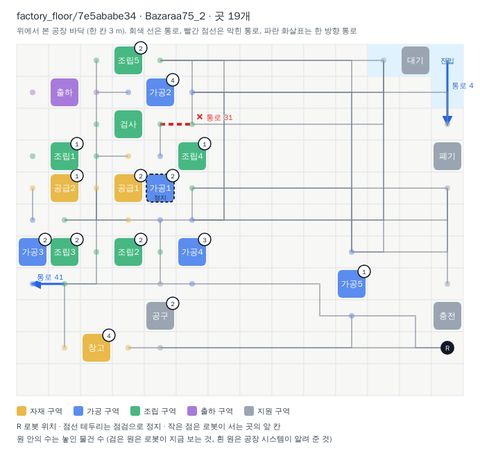 factory_floor/7e5ababe34 · Bazaraa75_2 · 곳 19개
위에서 본 공장 바닥 (한 칸 3 m). 회색 선은 통로, 빨간 점선은 막힌 통로, 파란 화살표는 한 방향 통로
조립5 2
대기
전입
출하
가공2 4
통로 4
검사
✕ 통로 31
조립1 1
조립4 1
폐기
공급2 1
공급1 2
가공1 2
가공3 2
조립3 2
조립2 2
가공4 3
통로 41
가공5 1
공구 2
충전
창고 4
R
자재 구역 가공 구역 조립 구역 출하 구역 지원 구역
R 로봇 위치 · 점선 테두리는 점검으로 정지 · 작은 점은 로봇이 서는 곳의 앞 칸
원 안의 수는 놓인 물건 수 (검은 원은 로봇이 지금 보는 것, 흰 원은 공장 시스템이 알려 준 것)